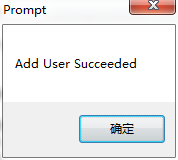 Prompt
Add User Succeeded
确定